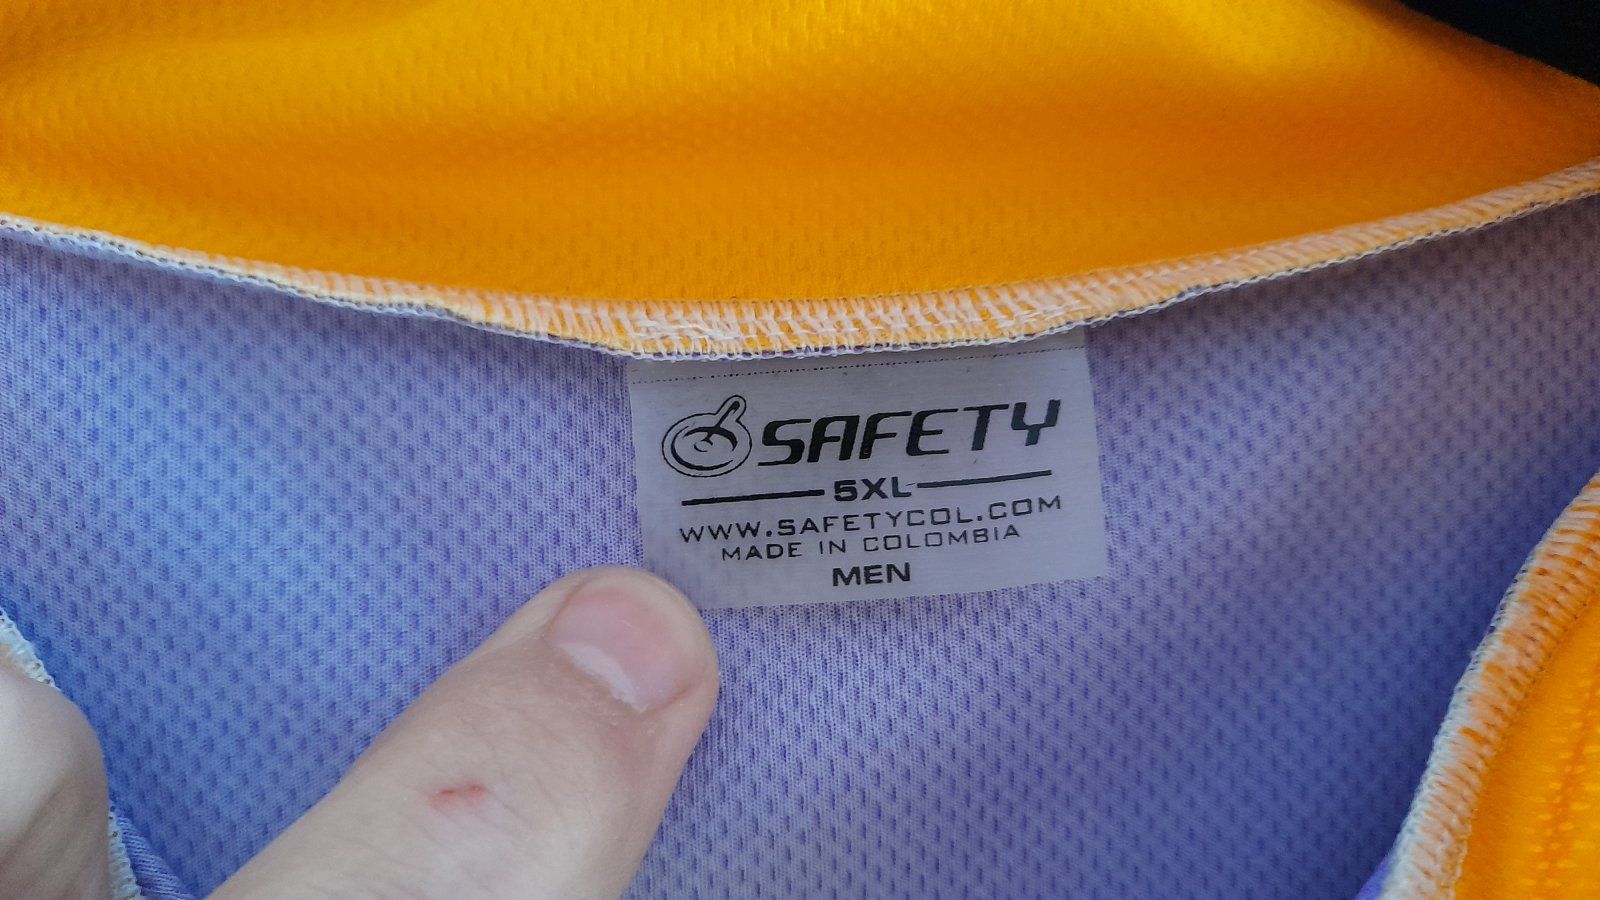 SAFETY
5XL
WWW.SAFETYCOL.COM
MADE IN COLOMBIA
MEN